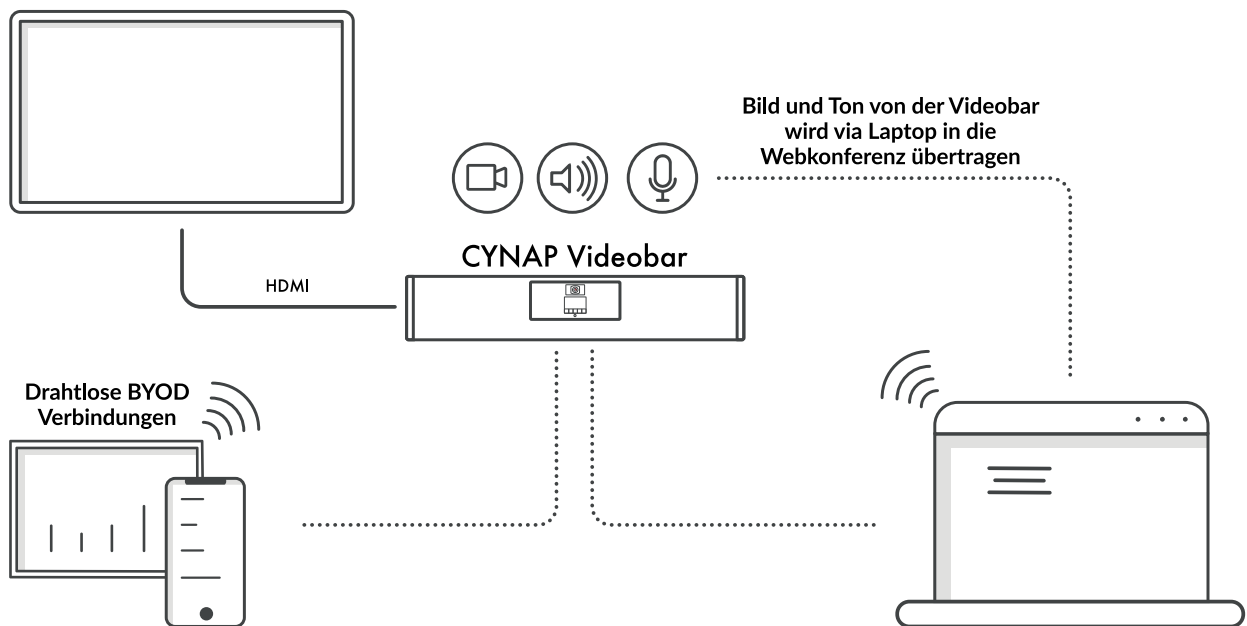 Bild und Ton von der Videobar
wird via Laptop in die
Webkonferenz übertragen
CYNAP Videobar
HDMI
Drahtlose BYOD
Verbindungen